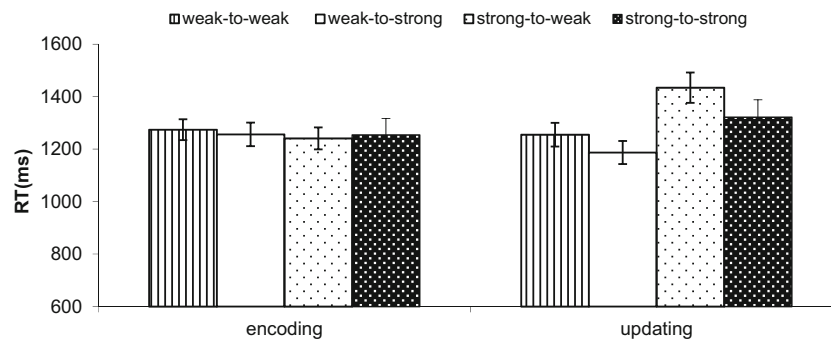 weak-to-weak weak-to-strong strong-to-weak strong-to-strong
1600
1400
1200
1000
800
600
RT(ms)
encoding updating